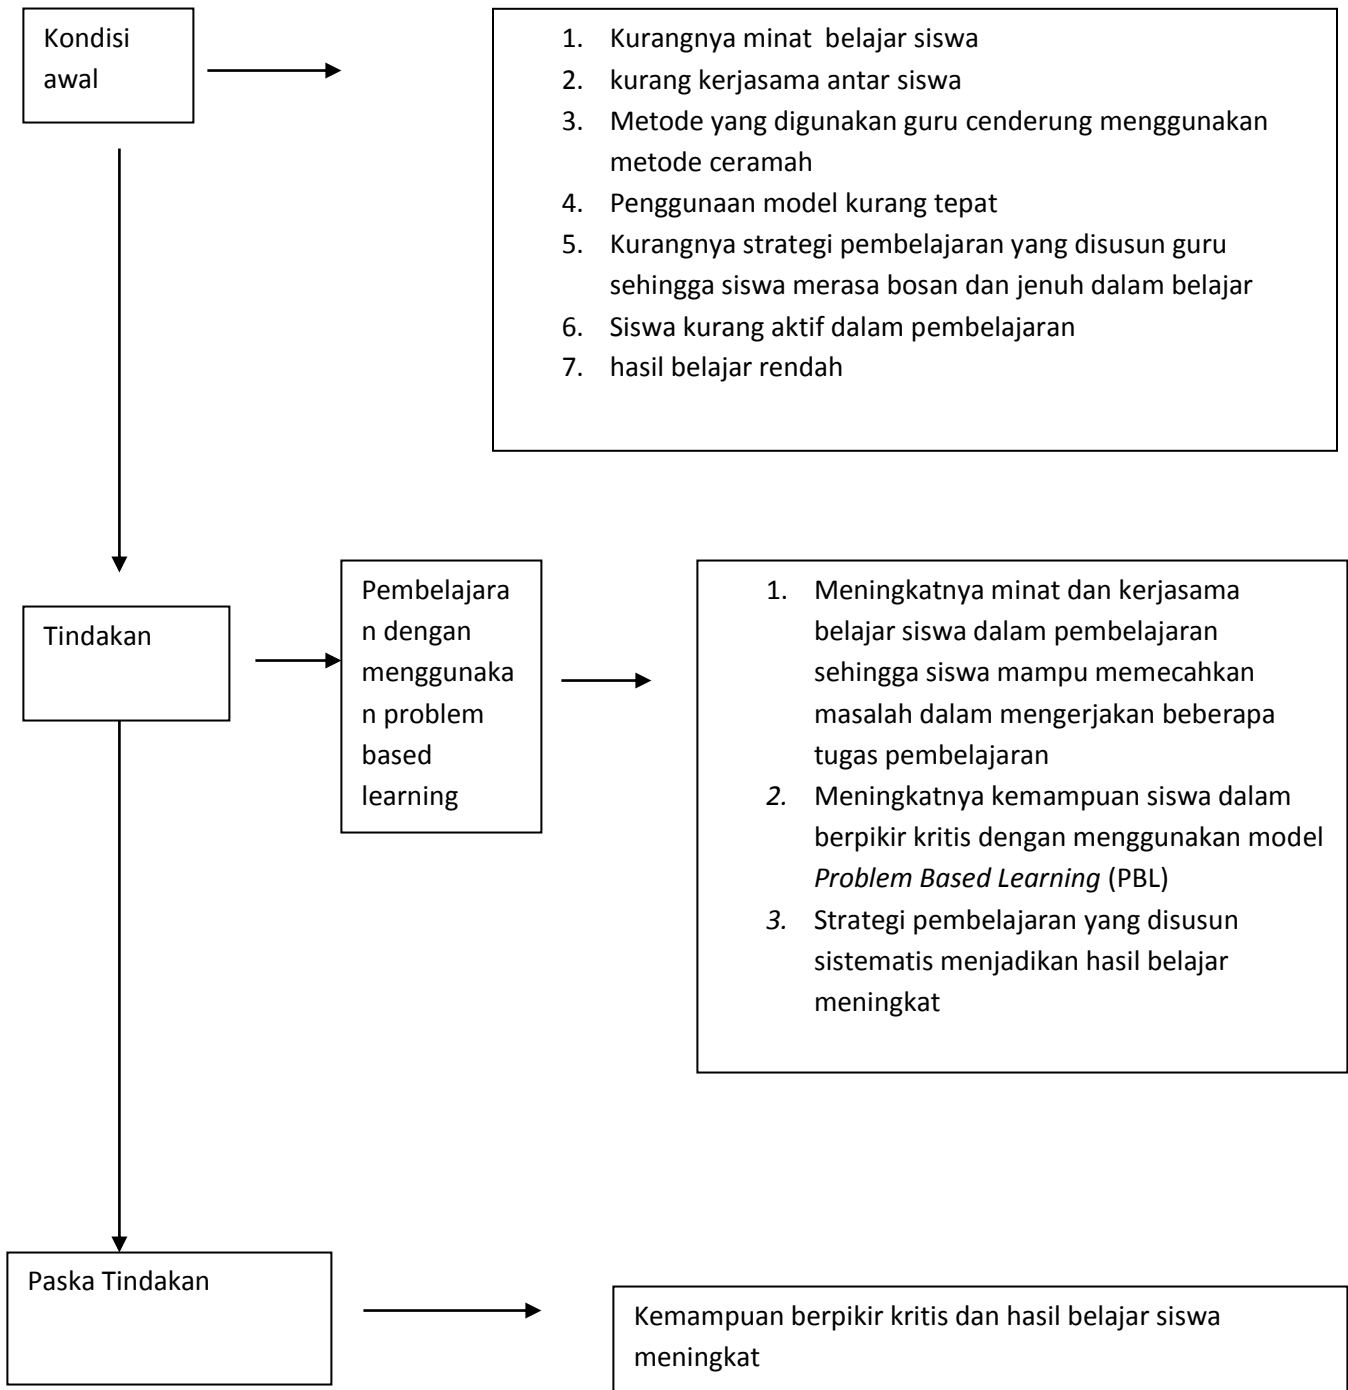 Kondisi
awal
1. Kurangnya minat belajar siswa
2. kurang kerjasama antar siswa
3. Metode yang digunakan guru cenderung menggunakan
metode ceramah
4. Penggunaan model kurang tepat
5. Kurangnya strategi pembelajaran yang disusun guru
sehingga siswa merasa bosan dan jenuh dalam belajar
6. Siswa kurang aktif dalam pembelajaran
7. hasil belajar rendah
Tindakan
Pembelajara
n dengan
menggunaka
n problem
based
learning
1. Meningkatnya minat dan kerjasama
belajar siswa dalam pembelajaran
sehingga siswa mampu memecahkan
masalah dalam mengerjakan beberapa
tugas pembelajaran
2. Meningkatnya kemampuan siswa dalam
berpikir kritis dengan menggunakan model
Problem Based Learning (PBL)
3. Strategi pembelajaran yang disusun
sistematis menjadikan hasil belajar
meningkat
Paska Tindakan
Kemampuan berpikir kritis dan hasil belajar siswa
meningkat